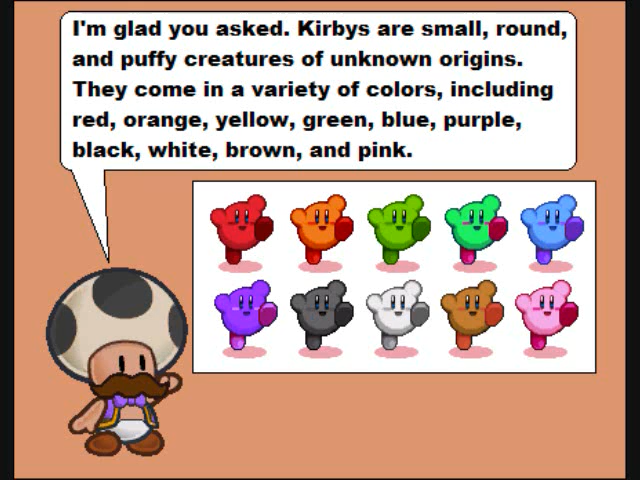 I'm glad you asked. Kirbys are small, round,
and puffy creatures of unknown origins.
They come in a variety of colors, including
red, orange, yellow, green, blue, purple,
black, white, brown, and pink.